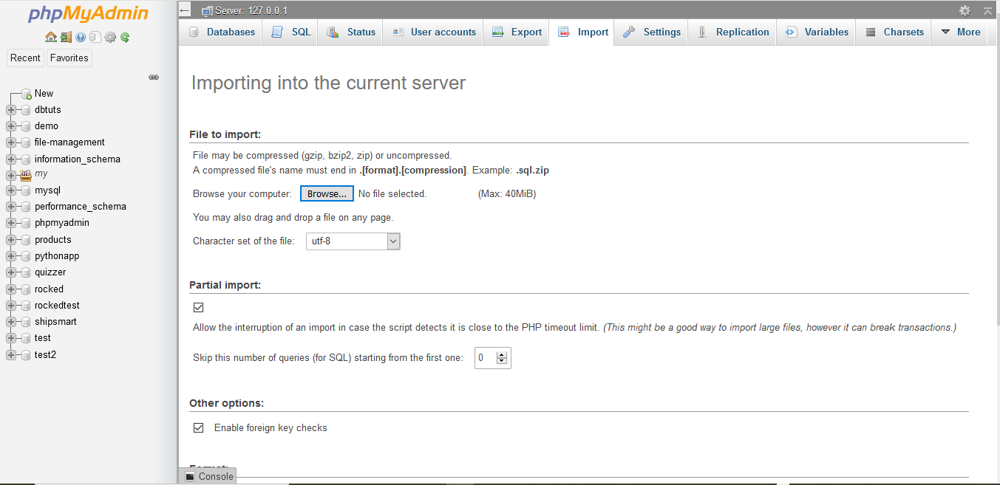 phpMyAdmin
Recent
Favorites
New
dbtuts
demo
file-management
information_schema
my
mysql
performance_schema
phpmyadmin
products
pythonapp
quizzer
rocked
rockedtest
shipsmart
test
test2
Server: 127.0.0.1
Databases SQL Status User accounts Export Import Settings Replication Variables Charsets More
Importing into the current server
File to import:
File may be compressed (gzip, bzip2, zip) or uncompressed.
A compressed file's name must end in .[format].[compression]. Example: .sql.zip
Browse your computer: Browse... No file selected. (Max: 40MiB)
You may also drag and drop a file on any page.
Character set of the file: utf-8
Partial import:
Allow the interruption of an import in case the script detects it is close to the PHP timeout limit. (This might be a good way to import large files, however it can break transactions.)
Skip this number of queries (for SQL) starting from the first one: 0
Other options:
Enable foreign key checks
Format:
Console